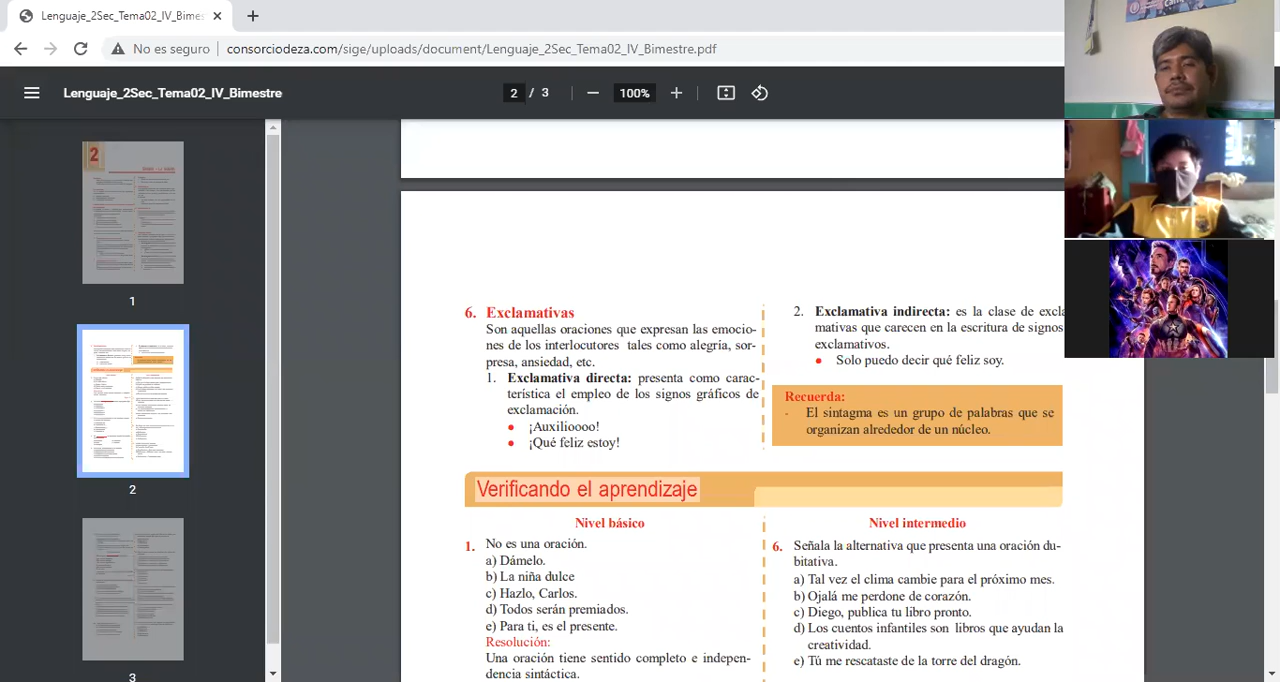 Lenguaje_2Sec_Tema02_IV_Bimes
No es seguro
consorciodeza.com/sige/uploads/document/Lenguaje_2Sec_Tema02_IV_Bimestre.pdf
Lenguaje_2Sec_Tema02_IV_Bimestre
2 / 3
100%
2
1
2
3
6. Exclamativas
Son aquellas oraciones que expresan las emocio-
nes de los interlocutores tales como alegría, sor-
presa, miedo, etc.
1. Exclamativa directa: presenta como carac-
terística el empleo de los signos gráficos de
exclamación.
• ¡Auxiliooo!
• ¡Qué feliz estoy!
2. Exclamativa indirecta: es la clase de excla
mativas que carecen en la escritura de signos
exclamativos.
• Solo puedo decir qué feliz soy.
Recuerda:
- El sintagma es un grupo de palabras que se
organizan alrededor de un núcleo.
Verificando el aprendizaje
Nivel básico
1. No es una oración.
a) Dámelo.
b) La niña dulce
c) Hazlo, Carlos.
d) Todos serán premiados.
e) Para ti, es el presente.
Resolución:
Una oración tiene sentido completo e indepen-
dencia sintáctica.
Nivel intermedio
6. Señala la alternativa que presenta una oración du-
bitativa.
a) Tal vez el clima cambie para el próximo mes.
b) Ojalá me perdone de corazón.
c) Diego, publica tu libro pronto.
d) Los cuentos infantiles son libros que ayudan la
creatividad.
e) Tú me rescataste de la torre del dragón.